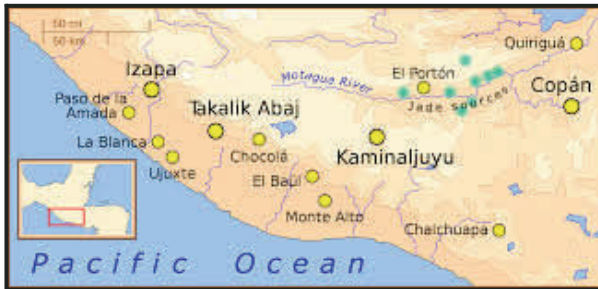 50 mi
50 km
Quiriguá
Izapa
Motagua River
El Portón
Copán
Paso de la
Amada
Jade sources
Takalik Abaj
La Blanca
Chocolá
Kaminaljuyu
Ujuxte
El Baúl
Monte Alto
Chalchuapa
Pacific Ocean